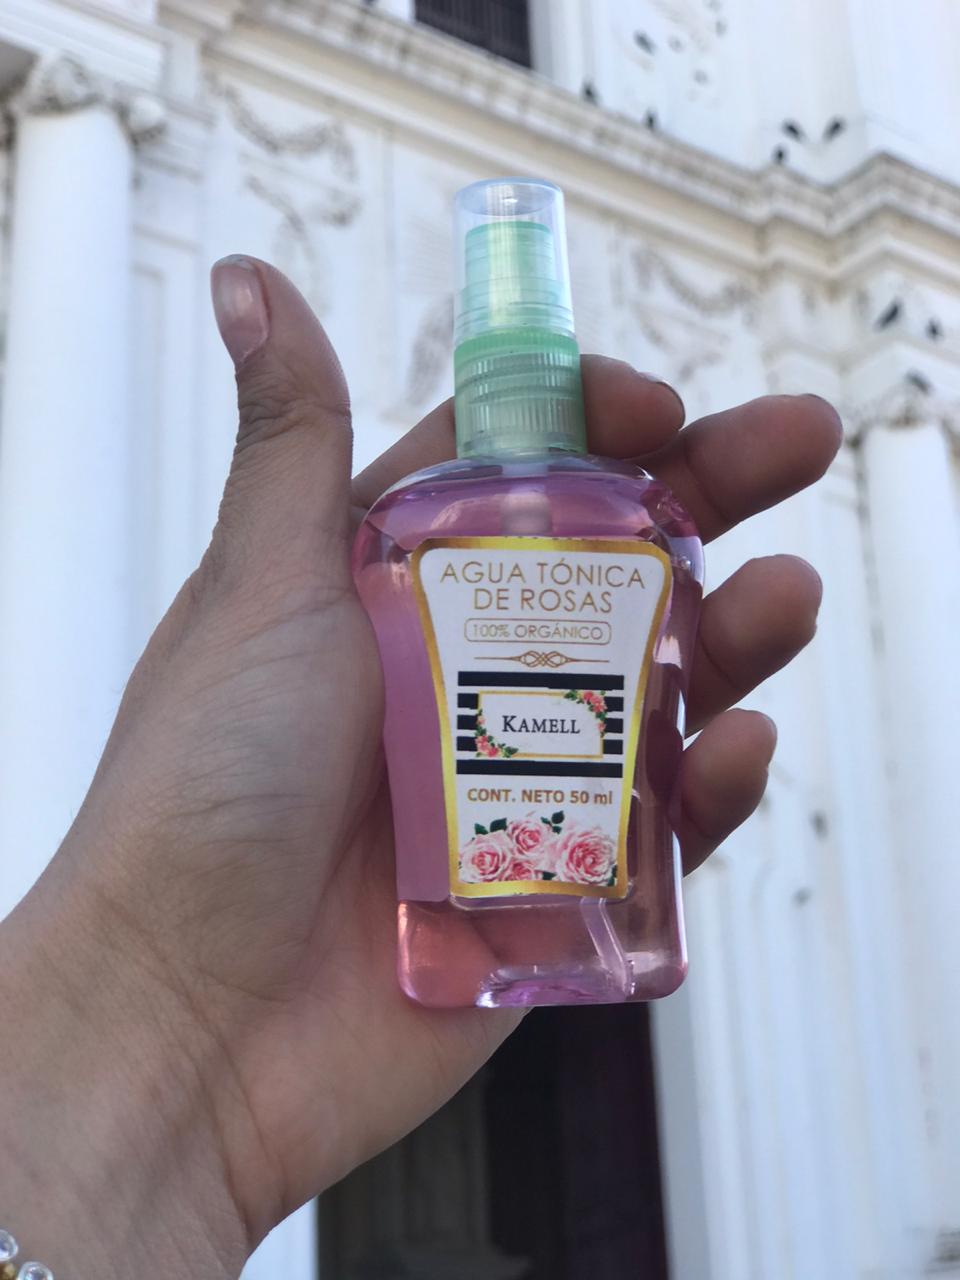 AGUA TÓNICA
DE ROSAS
100% ORGÁNICO
KAMELL
CONT. NETO 50 ml